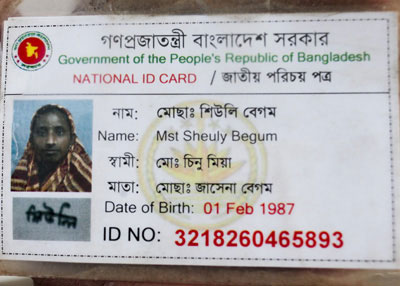 গণপ্রজাতন্ত্রী বাংলাদেশ সরকার
Government of the People's Republic of Bangladesh
NATIONAL ID CARD / জাতীয় পরিচয় পত্র
নাম: মোছাঃ শিউলি বেগম
Name: Mst Sheuly Begum
স্বামী: মোঃ চিনু মিয়া
মাতা: মোছাঃ জাসেনা বেগম
Date of Birth: 01 Feb 1987
শিউলি
ID NO: 3218260465893